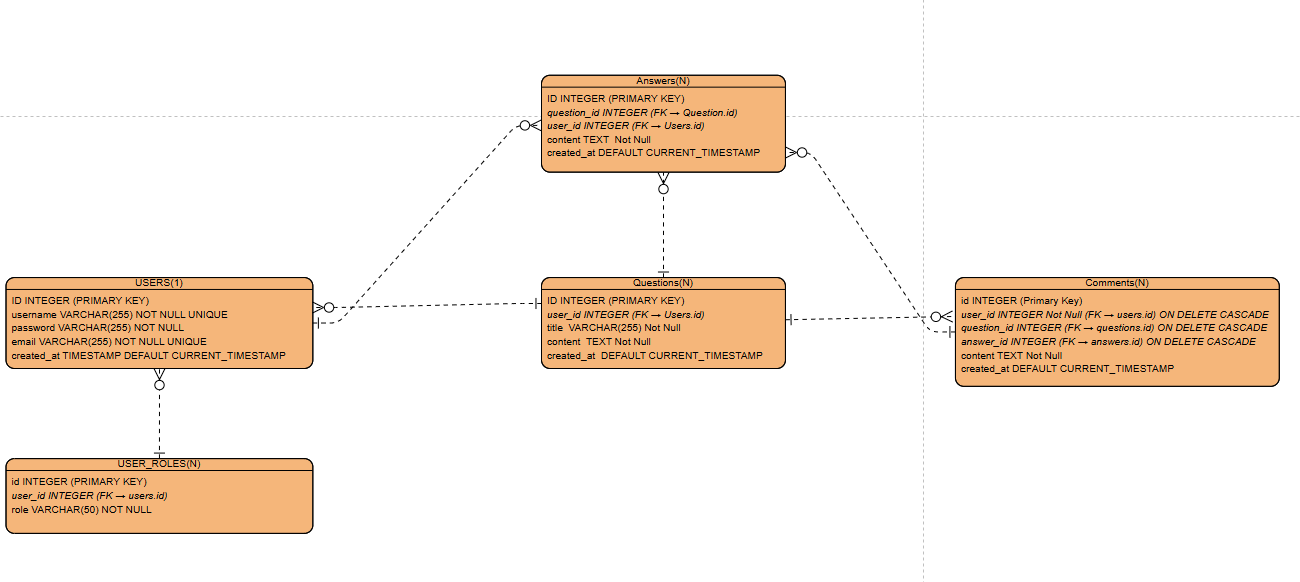 Answers(N)
ID INTEGER (PRIMARY KEY)
question_id INTEGER (FK → Question.id)
user_id INTEGER (FK → Users.id)
content TEXT  Not Null
created_at DEFAULT CURRENT_TIMESTAMP
USERS(1)
ID INTEGER (PRIMARY KEY)
username VARCHAR(255) NOT NULL UNIQUE
password VARCHAR(255) NOT NULL
email VARCHAR(255) NOT NULL UNIQUE
created_at TIMESTAMP DEFAULT CURRENT_TIMESTAMP
Questions(N)
ID INTEGER (PRIMARY KEY)
user_id INTEGER (FK → Users.id)
title  VARCHAR(255) Not Null
content  TEXT Not Null
created_at  DEFAULT CURRENT_TIMESTAMP
Comments(N)
id INTEGER (Primary Key)
user_id INTEGER Not Null (FK → users.id) ON DELETE CASCADE
question_id INTEGER (FK → questions.id) ON DELETE CASCADE
answer_id INTEGER (FK → answers.id) ON DELETE CASCADE
content TEXT Not Null
created_at DEFAULT CURRENT_TIMESTAMP
USER_ROLES(N)
id INTEGER (PRIMARY KEY)
user_id INTEGER (FK → users.id)
role VARCHAR(50) NOT NULL